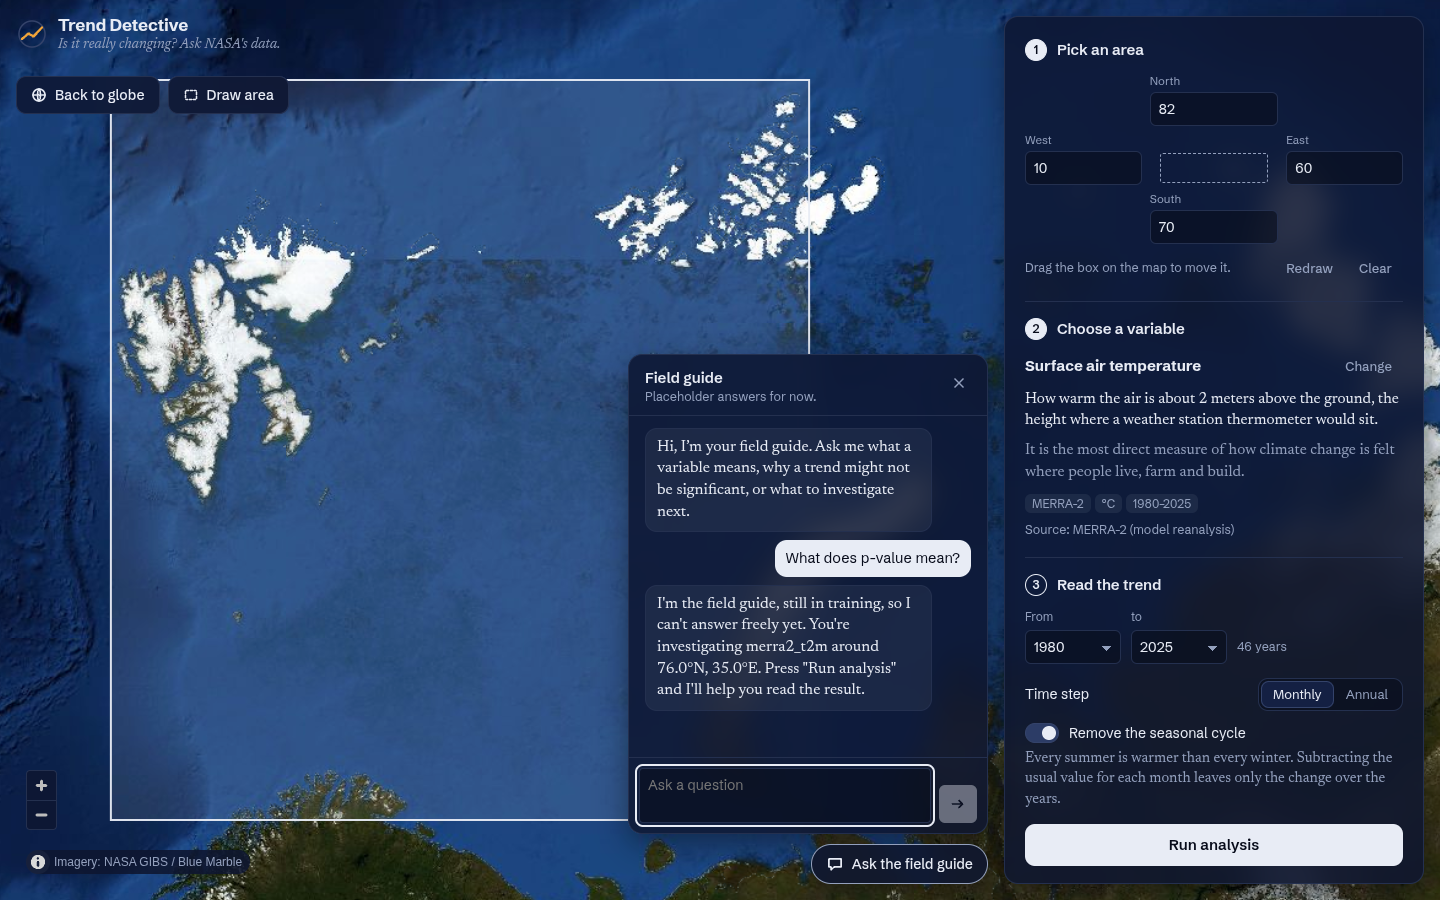 Trend Detective
Is it really changing? Ask NASA's data.
Back to globe
Draw area
Imagery: NASA GIBS / Blue Marble
Field guide
Placeholder answers for now.
Hi, I'm your field guide. Ask me what a
variable means, why a trend might not
be significant, or what to investigate
next.
What does p-value mean?
I'm the field guide, still in training, so I
can't answer freely yet. You're
investigating merra2_t2m around
76.0°N, 35.0°E. Press "Run analysis"
and I'll help you read the result.
Ask a question
Ask the field guide
1 Pick an area
North
82
West
10
East
60
South
70
Drag the box on the map to move it.
Redraw
Clear
2 Choose a variable
Surface air temperature
Change
How warm the air is about 2 meters above the ground, the
height where a weather station thermometer would sit.
It is the most direct measure of how climate change is felt
where people live, farm and build.
MERRA-2 °C 1980-2025
Source: MERRA-2 (model reanalysis)
3 Read the trend
From
to
1980
2025
46 years
Time step
Monthly
Annual
Remove the seasonal cycle
Every summer is warmer than every winter. Subtracting the
usual value for each month leaves only the change over the
years.
Run analysis